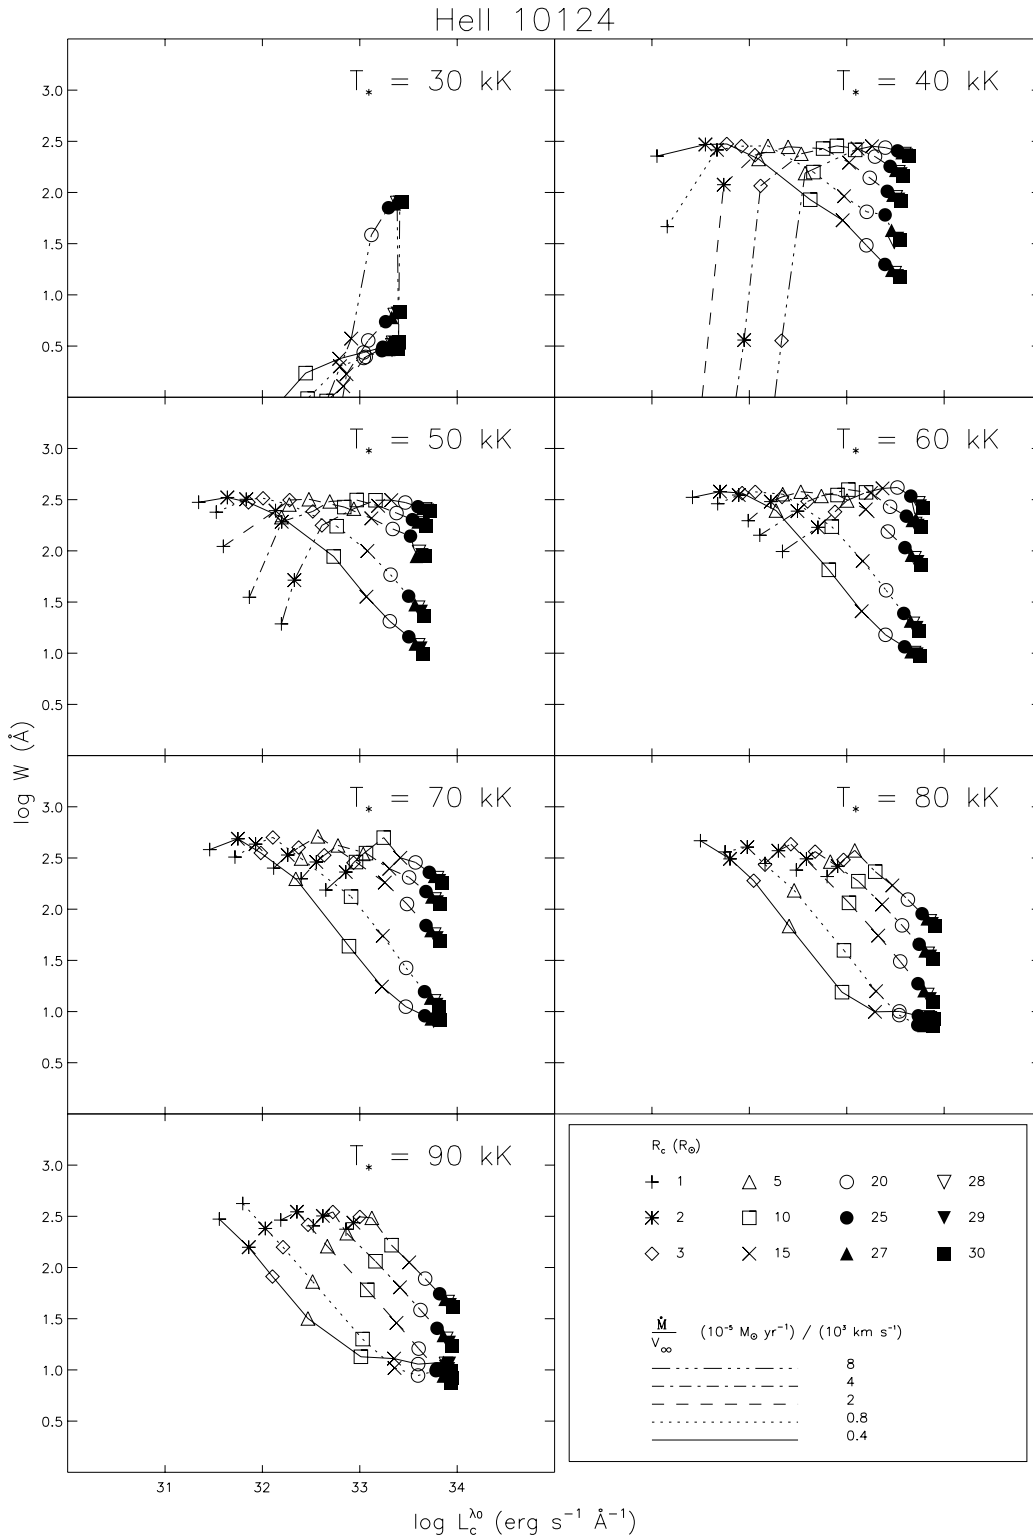 HeII 10124
T* = 30 kK
T* = 40 kK
3.0
2.5
2.0
1.5
1.0
0.5
T* = 50 kK
T* = 60 kK
3.0
2.5
2.0
1.5
1.0
0.5
log W (Å)
T* = 70 kK
T* = 80 kK
3.0
2.5
2.0
1.5
1.0
0.5
T* = 90 kK
3.0
2.5
2.0
1.5
1.0
0.5
31 32 33 34
log L_c^λ0 (erg s⁻¹ Å⁻¹)
R_c (R_⊙)
1 5 20 28
2 10 25 29
3 15 27 30
Ṁ / V_∞ (10⁻⁵ M_⊙ yr⁻¹) / (10³ km s⁻¹)
8
4
2
0.8
0.4